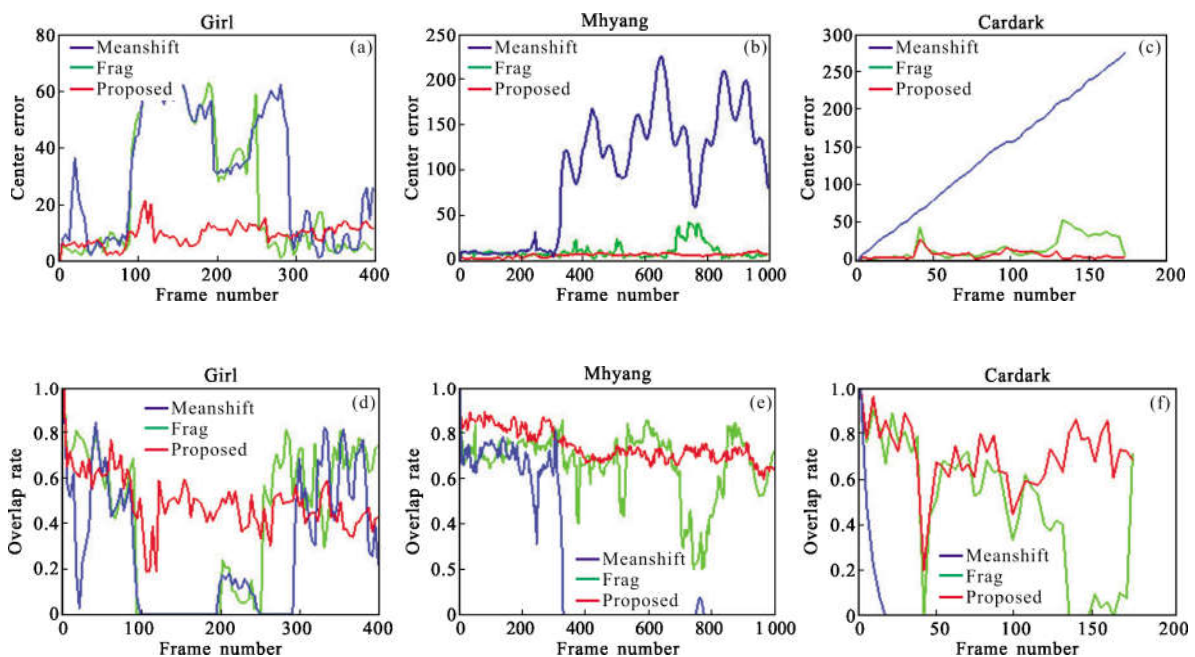 Girl
80
60
40
20
0
Center error
Meanshift
Frag
Proposed
(a)
0 100 200 300 400
Frame number
Mhyang
250
200
150
100
50
0
Center error
Meanshift
Frag
Proposed
(b)
0 200 400 600 800 1 000
Frame number
Cardark
300
250
200
150
100
50
0
Center error
Meanshift
Frag
Proposed
(c)
0 50 100 150 200
Frame number
Girl
1.0
0.8
0.6
0.4
0.2
0
Overlap rate
Meanshift
Frag
Proposed
(d)
0 100 200 300 400
Frame number
Mhyang
1.0
0.8
0.6
0.4
0.2
0
Overlap rate
(e)
Meanshift
Frag
Proposed
0 200 400 600 800 1 000
Frame number
Cardark
1.0
0.8
0.6
0.4
0.2
0
Overlap rate
(f)
Meanshift
Frag
Proposed
0 50 100 150 200
Frame number